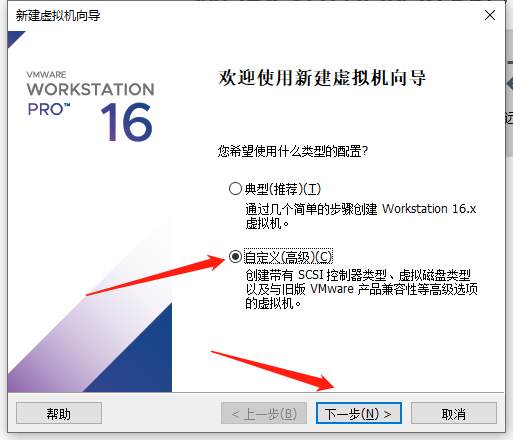 新建虚拟机向导
VMWARE
WORKSTATION
PRO™ 16
欢迎使用新建虚拟机向导
您希望使用什么类型的配置?
典型(推荐)(T)
通过几个简单的步骤创建 Workstation 16.x
虚拟机。
自定义(高级)(C)
创建带有 SCSI 控制器类型、虚拟磁盘类型
以及与旧版 VMware 产品兼容性等高级选项
的虚拟机。
帮助
< 上一步(B)
下一步(N) >
取消